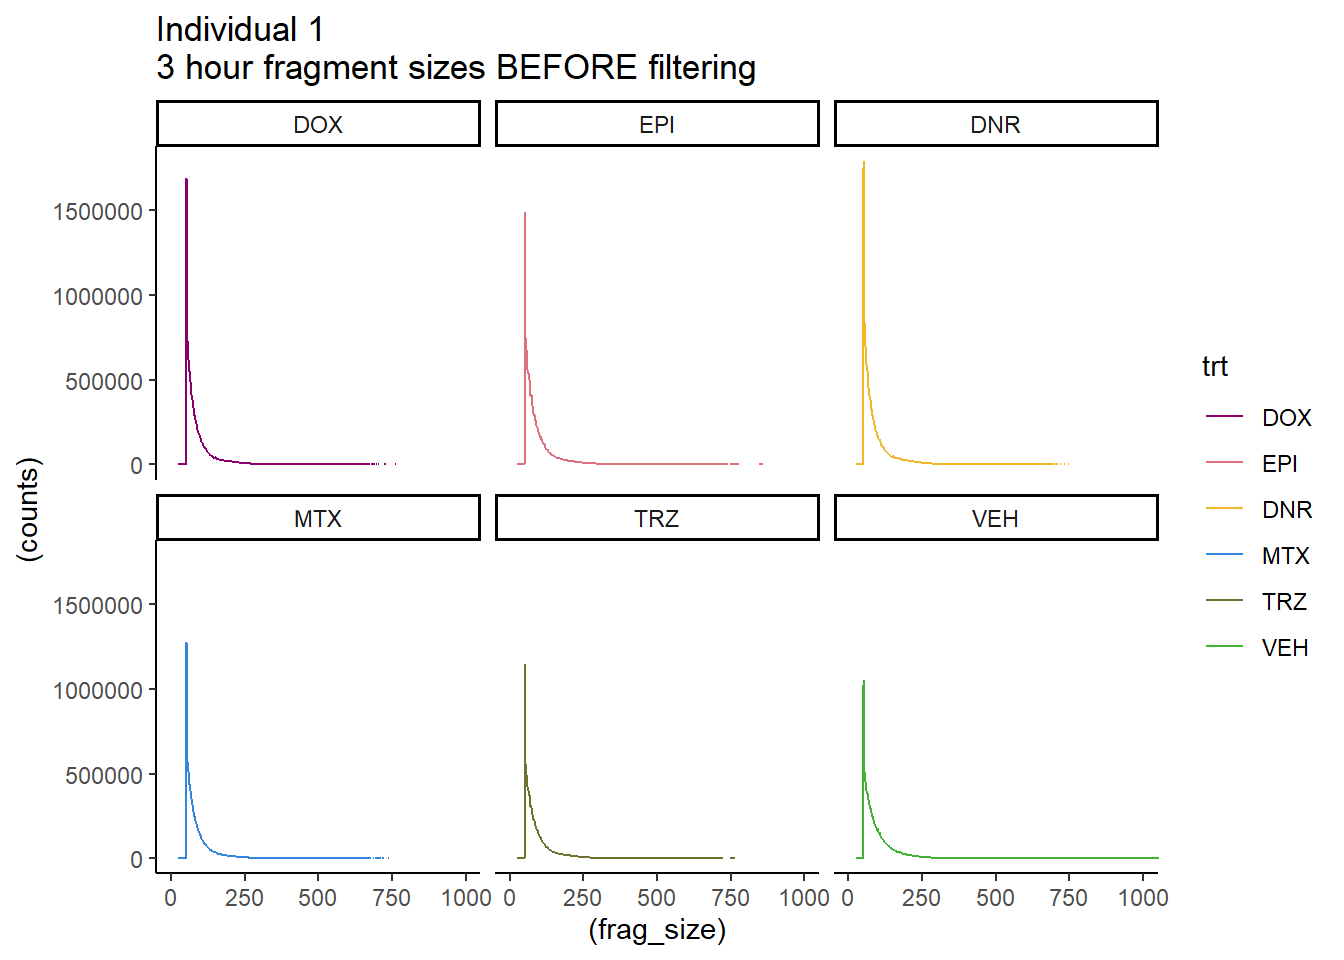 Individual 1
3 hour fragment sizes BEFORE filtering
DOX EPI DNR
1500000
1000000
500000
0
MTX TRZ VEH
1500000
1000000
500000
0
0 250 500 750 1000 0 250 500 750 1000 0 250 500 750 1000
(frag_size)
(counts)
trt
DOX
EPI
DNR
MTX
TRZ
VEH